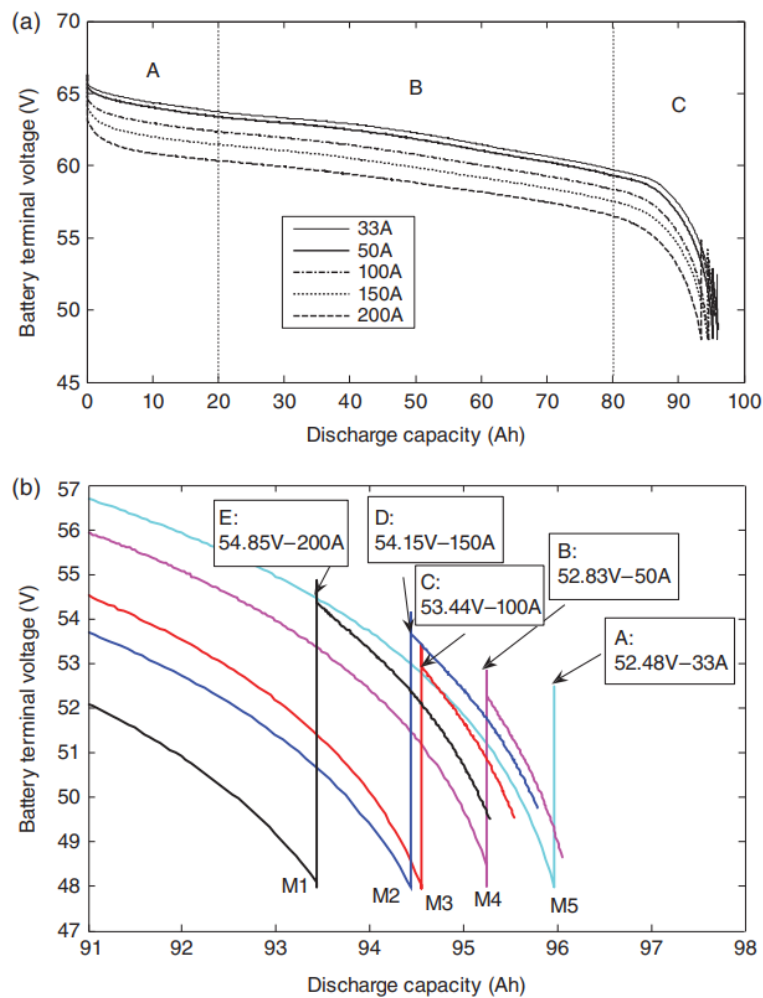 (a)
70
65
60
55
50
45
Battery terminal voltage (V)
A
B
C
33A
50A
100A
150A
200A
0 10 20 30 40 50 60 70 80 90 100
Discharge capacity (Ah)
(b)
57
56
55
54
53
52
51
50
49
48
47
Battery terminal voltage (V)
E:
54.85V–200A
D:
54.15V–150A
C:
53.44V–100A
B:
52.83V–50A
A:
52.48V–33A
M1
M2
M3
M4
M5
91 92 93 94 95 96 97 98
Discharge capacity (Ah)